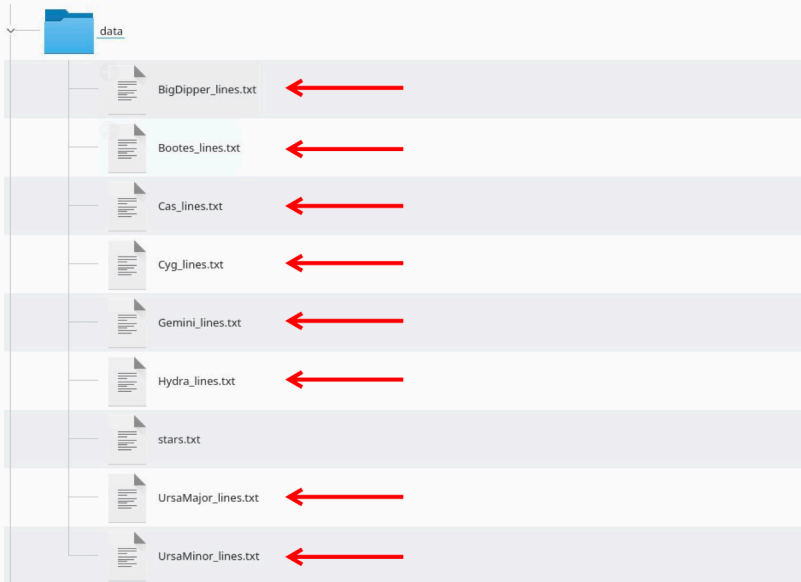 data
BigDipper_lines.txt
Bootes_lines.txt
Cas_lines.txt
Cyg_lines.txt
Gemini_lines.txt
Hydra_lines.txt
stars.txt
UrsaMajor_lines.txt
UrsaMinor_lines.txt